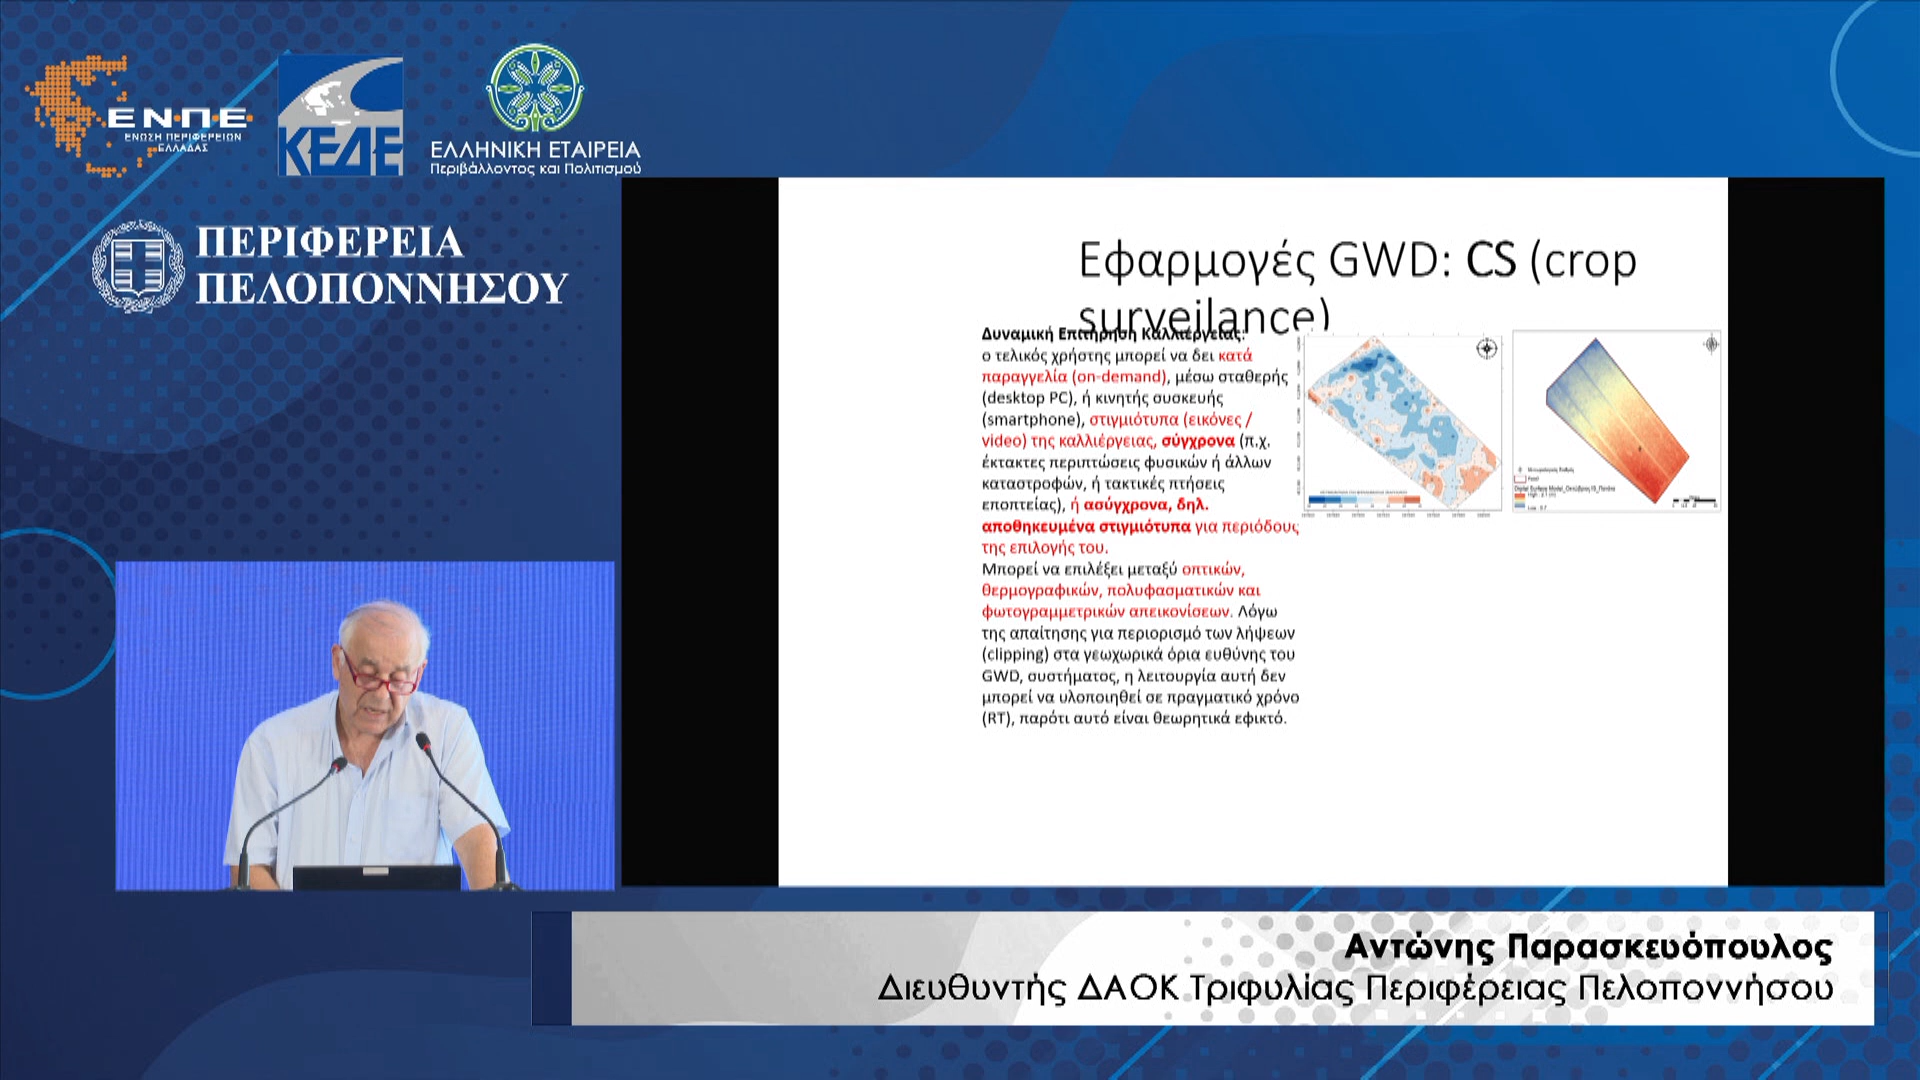 Ε·Ν·Π·Ε·
ΕΝΩΣΗ ΠΕΡΙΦΕΡΕΙΩΝ
ΕΛΛΑΔΑΣ
ΚΕΔΕ
ΕΛΛΗΝΙΚΗ ΕΤΑΙΡΕΙΑ
Περιβάλλοντος και Πολιτισμού
ΠΕΡΙΦΕΡΕΙΑ
ΠΕΛΟΠΟΝΝΗΣΟΥ
Εφαρμογές GWD: CS (crop
surveilance)
Δυναμική Επιτήρηση Καλλιέργειας:
ο τελικός χρήστης μπορεί να δει κατά
παραγγελία (on-demand), μέσω σταθερής
(desktop PC), ή κινητής συσκευής
(smartphone), στιγμιότυπα (εικόνες /
video) της καλλιέργειας, σύγχρονα (π.χ.
έκτακτες περιπτώσεις φυσικών ή άλλων
καταστροφών, ή τακτικές πτήσεις
εποπτείας), ή ασύγχρονα, δηλ.
αποθηκευμένα στιγμιότυπα για περιόδους
της επιλογής του.
Μπορεί να επιλέξει μεταξύ οπτικών,
θερμογραφικών, πολυφασματικών και
φωτογραμμετρικών απεικονίσεων. Λόγω
της απαίτησης για περιορισμό των λήψεων
(clipping) στα γεωχωρικά όρια ευθύνης του
GWD, συστήματος, η λειτουργία αυτή δεν
μπορεί να υλοποιηθεί σε πραγματικό χρόνο
(RT), παρότι αυτό είναι θεωρητικά εφικτό.
Αντώνης Παρασκευόπουλος
Διευθυντής ΔΑΟΚ Τριφυλίας Περιφέρειας Πελοποννήσου